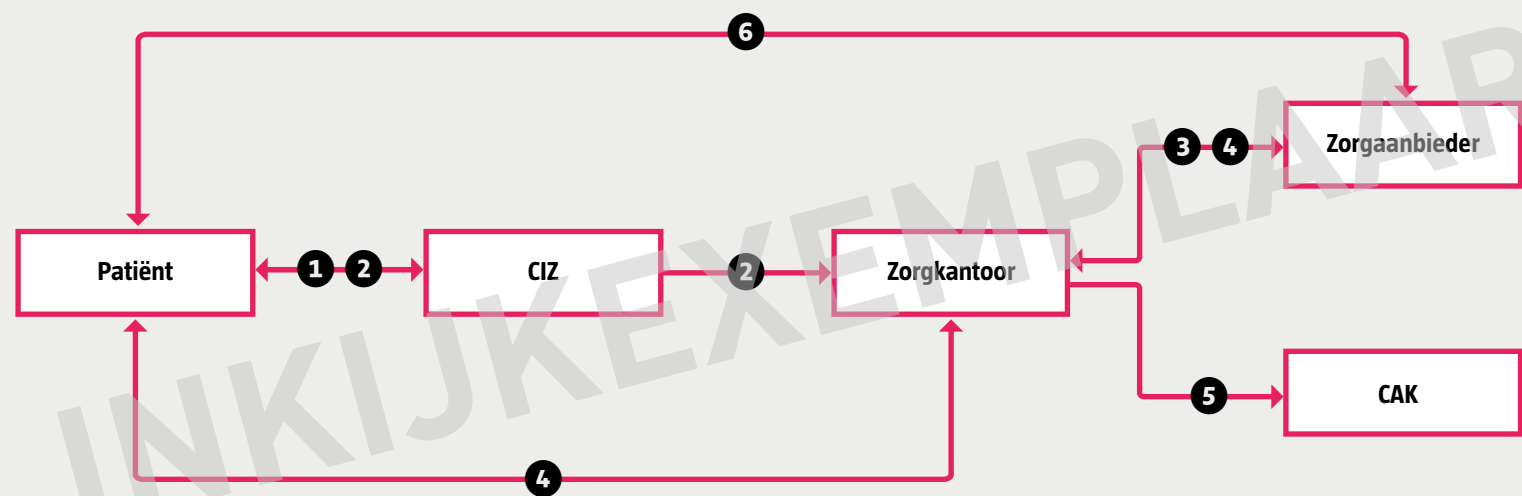 6
3 4
Zorgaanbieder
Patiënt
1 2
CIZ
2
Zorgkantoor
5
CAK
4
INKIJKEXEMPLAAR